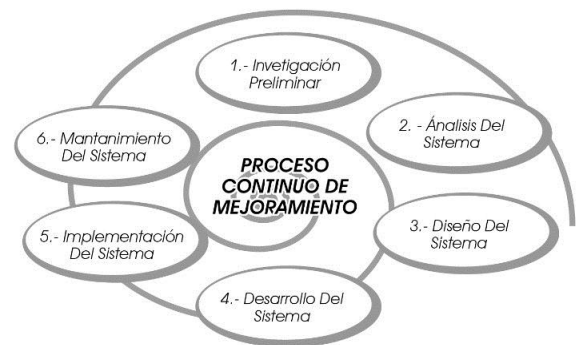 1.- Invetigación
Preliminar
2. - Ánalisis Del
Sistema
3.- Diseño Del
Sistema
4.- Desarrollo Del
Sistema
5.- Implementación
Del Sistema
6.- Mantanimiento
Del Sistema
PROCESO
CONTINUO DE
MEJORAMIENTO